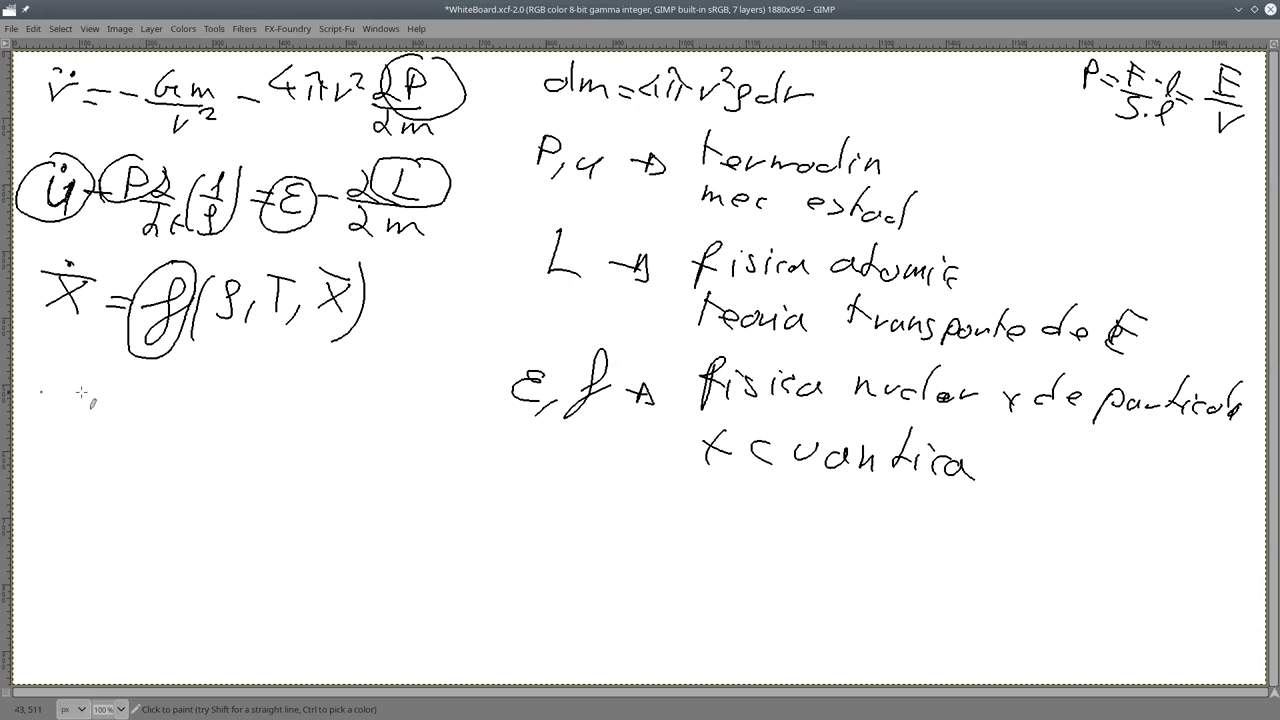 *WhiteBoard.xcf-2.0 (RGB color 8-bit gamma integer, GIMP built-in sRGB, 7 layers) 1880x950 – GIMP
File Edit Select View Image Layer Colors Tools Filters FX-Foundry Script-Fu Windows Help
r̈ = - Gm/r² - 4πr² ∂P/∂m
u̇ + P ∂/∂t (1/ρ) = ε - ∂L/∂m
Ẋ = f(ρ, T, X)
dm = 4πr²ρdr
P = F·l/S·l = E/V
P, u → termodin
mec estad
L → fisica atomic
teoria transporte de E
ε, f → fisica nuclear y de particula
x cuantica
43, 511 px 100% Click to paint (try Shift for a straight line, Ctrl to pick a color)